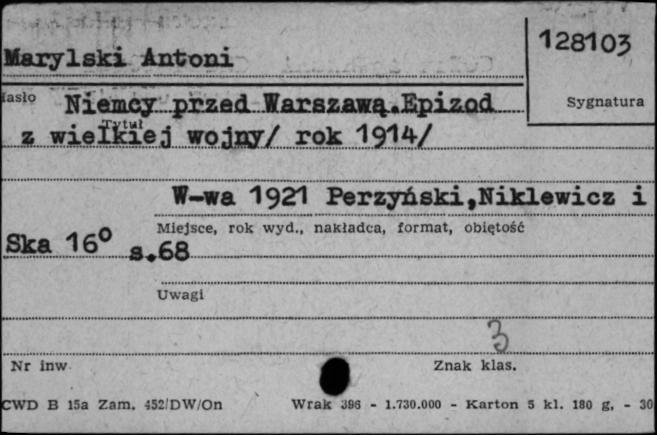 128103
Marylski Antoni
Hasło Niemcy przed Warszawą.Epizod
Sygnatura
Tytuł
z wielkiej wojny/ rok 1914/
W-wa 1921 Perzyński,Niklewicz i
Miejsce, rok wyd., nakładca, format, objętość
Ska 16° s.68
Uwagi
3
Nr inw
Znak klas.
CWD B 15a Zam. 452/DW/On Wrak 396 - 1.730.000 - Karton 5 kl. 180 g. - 30